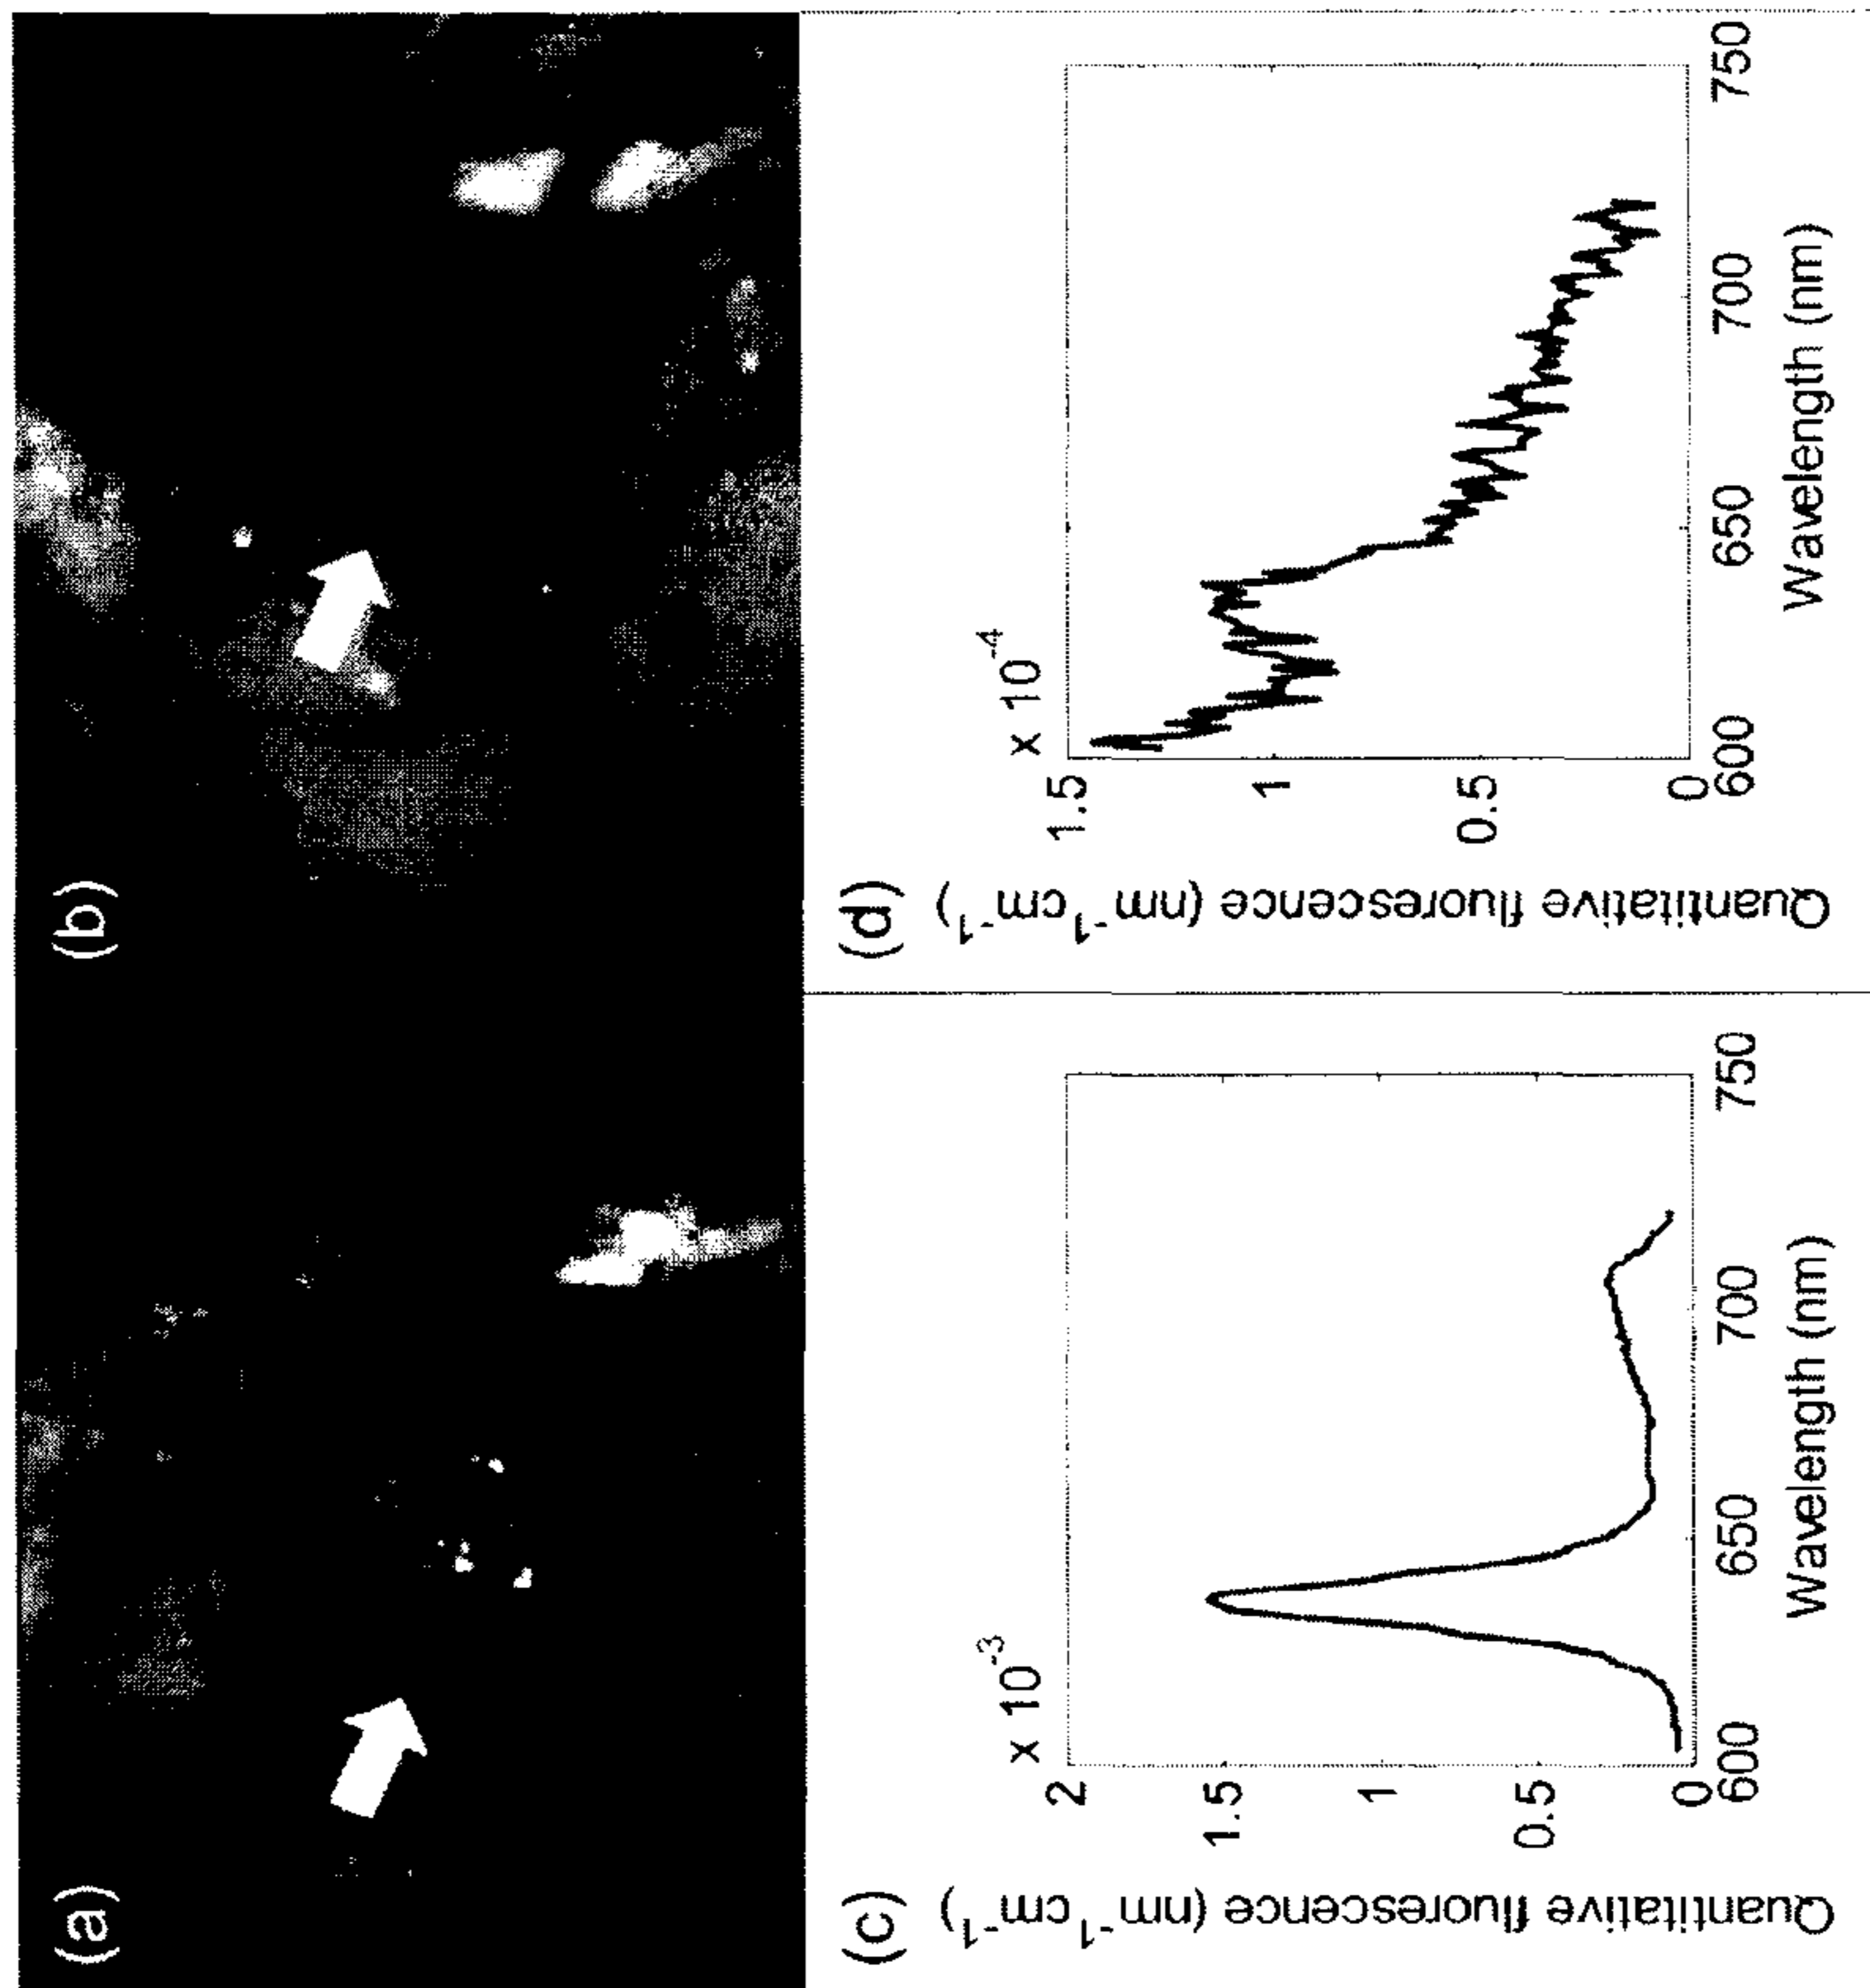 (a)
(b)
(c)
x 10-3
2
1.5
1
0.5
0
600
650
700
750
Wavelength (nm)
Quantitative fluorescence (nm-1cm-1)
(d)
x 10-4
1.5
1
0.5
0
600
650
700
750
Wavelength (nm)
Quantitative fluorescence (nm-1cm-1)